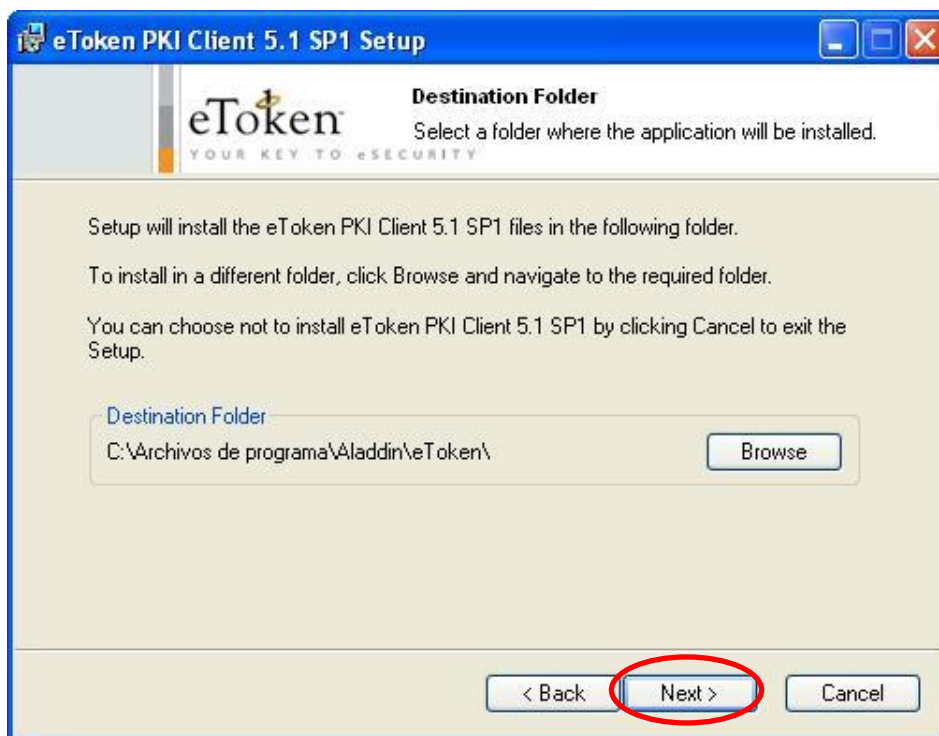 eToken PKI Client 5.1 SP1 Setup
eToken
YOUR KEY TO eSECURITY
Destination Folder
Select a folder where the application will be installed.
Setup will install the eToken PKI Client 5.1 SP1 files in the following folder.
To install in a different folder, click Browse and navigate to the required folder.
You can choose not to install eToken PKI Client 5.1 SP1 by clicking Cancel to exit the
Setup.
Destination Folder
C:\Archivos de programa\Aladdin\eToken\
Browse
< Back
Next >
Cancel